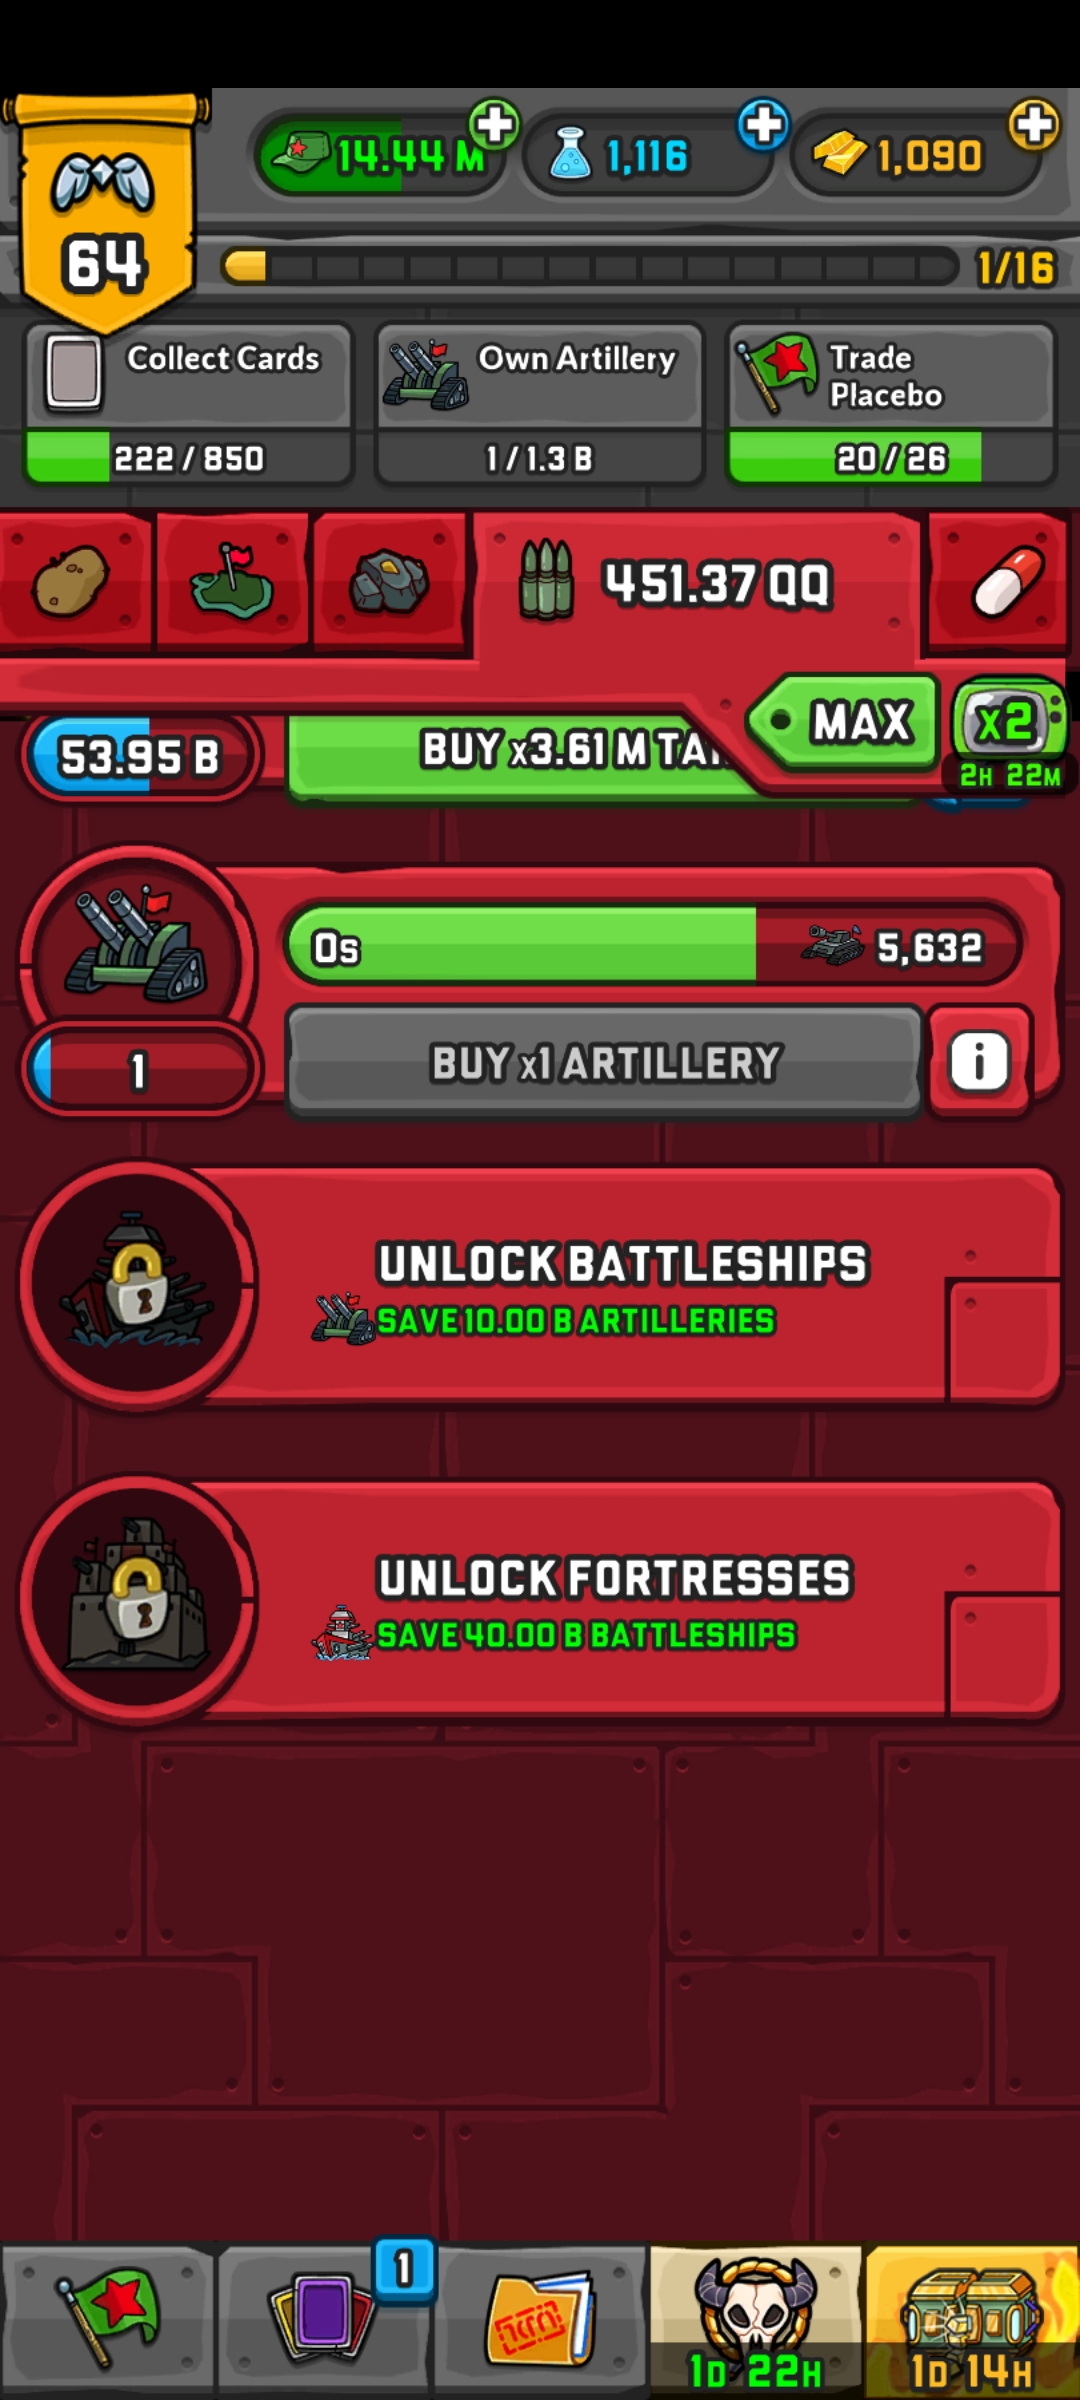 14.44 M
1,116
1,090
64
1/16
Collect Cards
Own Artillery
Trade
Placebo
222 / 850
1 / 1.3 B
20 / 26
451.37 QQ
MAX
x2
2H 22M
53.95 B
BUY x3.61 M
0s
5,632
1
BUY x1 ARTILLERY
i
UNLOCK BATTLESHIPS
SAVE 10.00 B ARTILLERIES
UNLOCK FORTRESSES
SAVE 40.00 B BATTLESHIPS
1
1D 22H
1D 14H